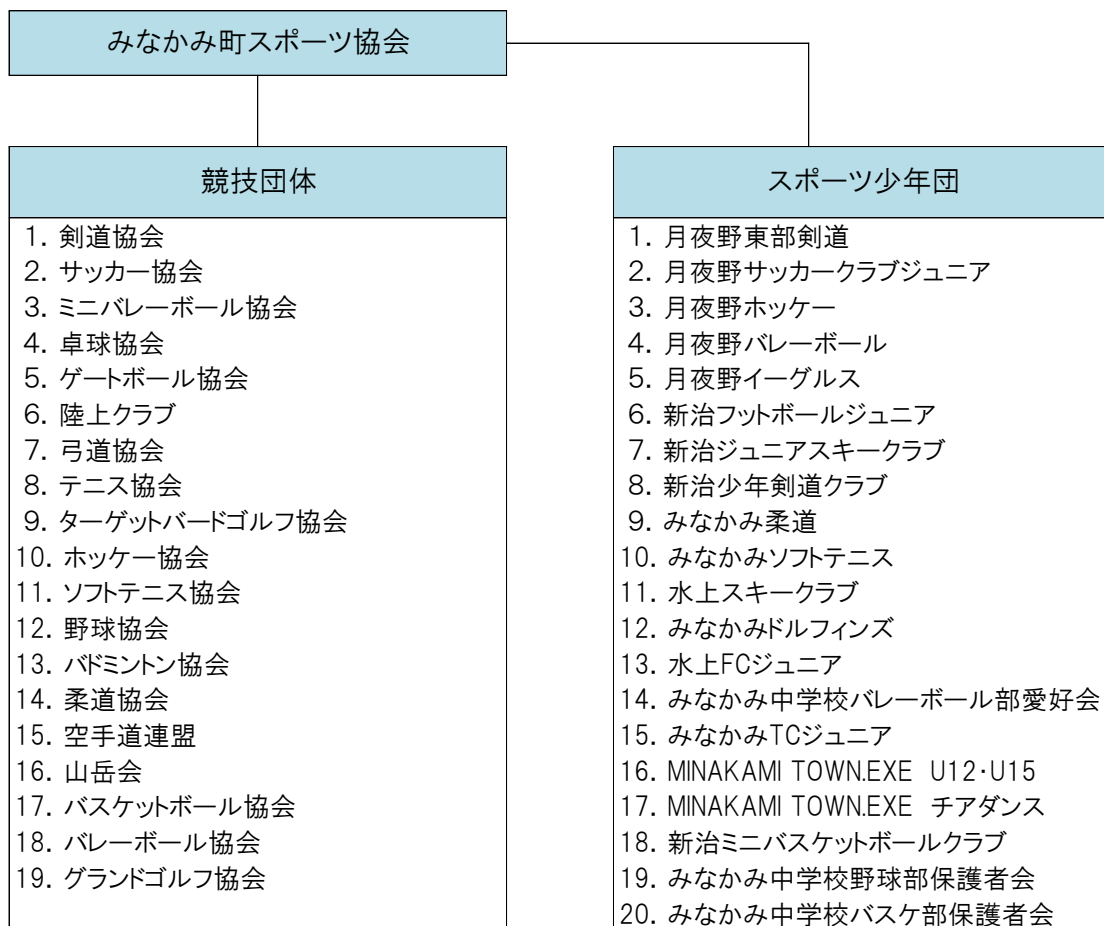 みなかみ町スポーツ協会
競技団体
1. 剣道協会
2. サッカー協会
3. ミニバレーボール協会
4. 卓球協会
5. ゲートボール協会
6. 陸上クラブ
7. 弓道協会
8. テニス協会
9. ターゲットバードゴルフ協会
10. ホッケー協会
11. ソフトテニス協会
12. 野球協会
13. バドミントン協会
14. 柔道協会
15. 空手道連盟
16. 山岳会
17. バスケットボール協会
18. バレーボール協会
19. グランドゴルフ協会
スポーツ少年団
1. 月夜野東部剣道
2. 月夜野サッカークラブジュニア
3. 月夜野ホッケー
4. 月夜野バレーボール
5. 月夜野イーグルス
6. 新治フットボールジュニア
7. 新治ジュニアスキークラブ
8. 新治少年剣道クラブ
9. みなかみ柔道
10. みなかみソフトテニス
11. 水上スキークラブ
12. みなかみドルフィンズ
13. 水上FCジュニア
14. みなかみ中学校バレーボール部愛好会
15. みなかみTCジュニア
16. MINAKAMI TOWN.EXE U12・U15
17. MINAKAMI TOWN.EXE チアダンス
18. 新治ミニバスケットボールクラブ
19. みなかみ中学校野球部保護者会
20. みなかみ中学校バスケ部保護者会